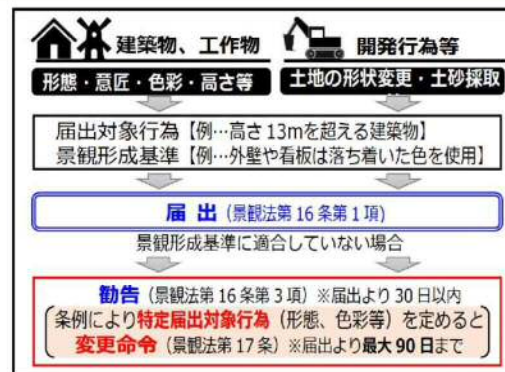 建築物、工作物
開発行為等
形態・意匠・色彩・高さ等
土地の形状変更・土砂採取
届出対象行為【例…高さ13mを超える建築物】
景観形成基準【例…外壁や看板は落ち着いた色を使用】
届 出 (景観法第16条第1項)
景観形成基準に適合していない場合
勧告 (景観法第16条第3項) ※届出より30日以内
条例により特定届出対象行為(形態、色彩等)を定めると
変更命令 (景観法第17条) ※届出より最大90日まで